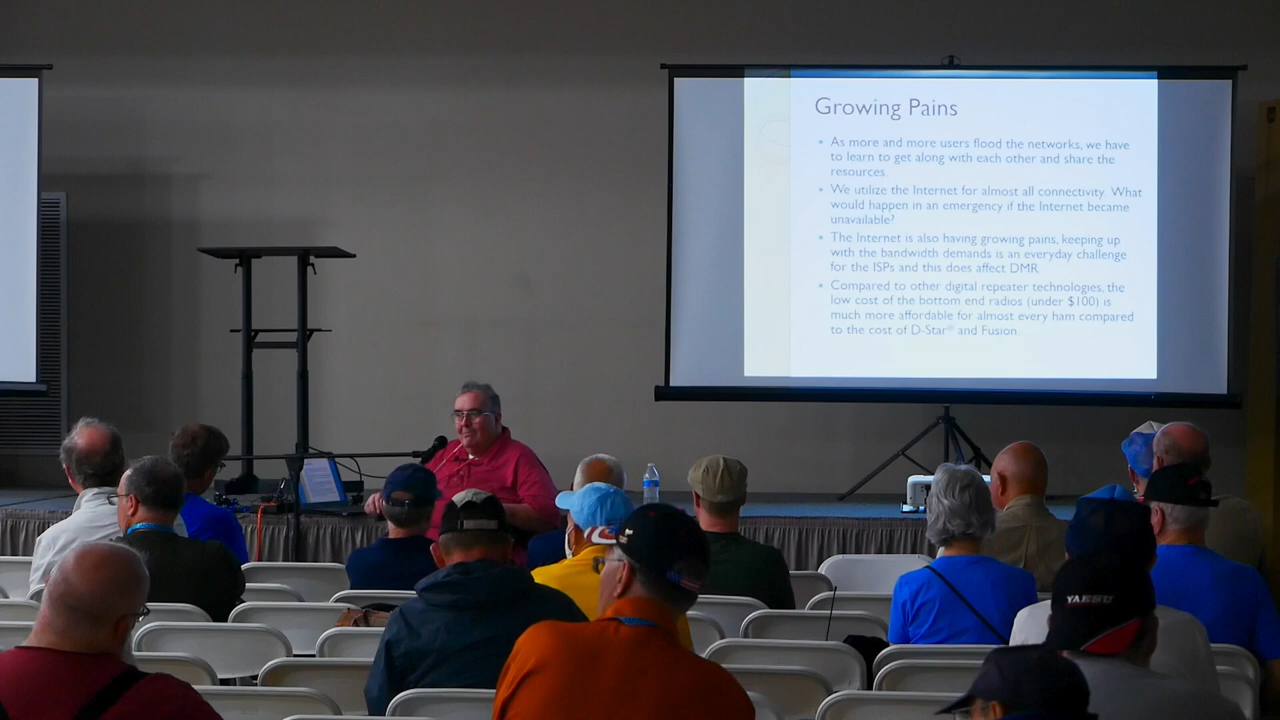 Growing Pains
As more and more users flood the networks, we have
to learn to get along with each other and share the
resources.
We utilize the Internet for almost all connectivity. What
would happen in an emergency if the Internet became
unavailable?
The Internet is also having growing pains, keeping up
with the bandwidth demands is an everyday challenge
for the ISPs and this does affect DMR
Compared to other digital repeater technologies, the
low cost of the bottom end radios (under $100) is
much more affordable for almost every ham compared
to the cost of D-Star® and Fusion.
YAESU